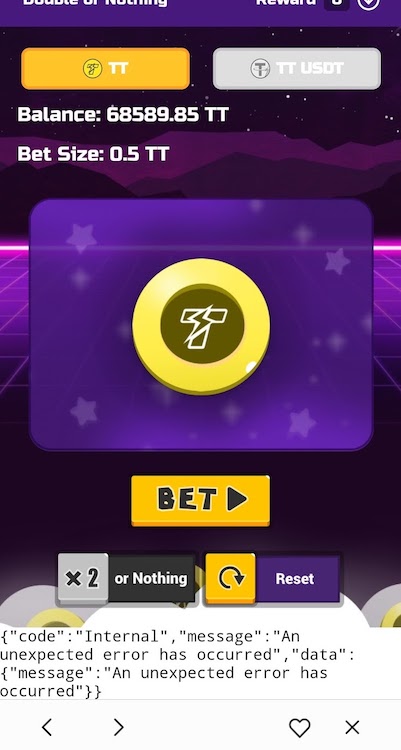 Double or Nothing Reward 0
TT TT USDT
Balance: 68589.85 TT
Bet Size: 0.5 TT
BET
×2 or Nothing Reset
{"code":"Internal","message":"An
unexpected error has occurred","data":
{"message":"An unexpected error has
occurred"}}